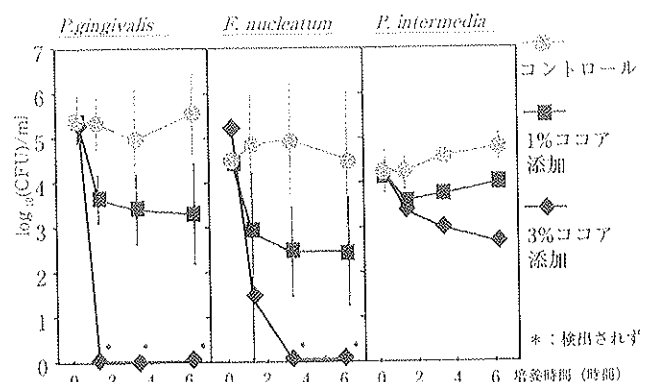 P.gingivalis F. nucleatum P. intermedia
log₁₀(CFU)/ml
7
6
5
4
3
2
1
0
コントロール
1%ココア
添加
3%ココア
添加
*:検出されず
0 2 4 6 0 2 4 6 0 2 4 6 培養時間 (時間)